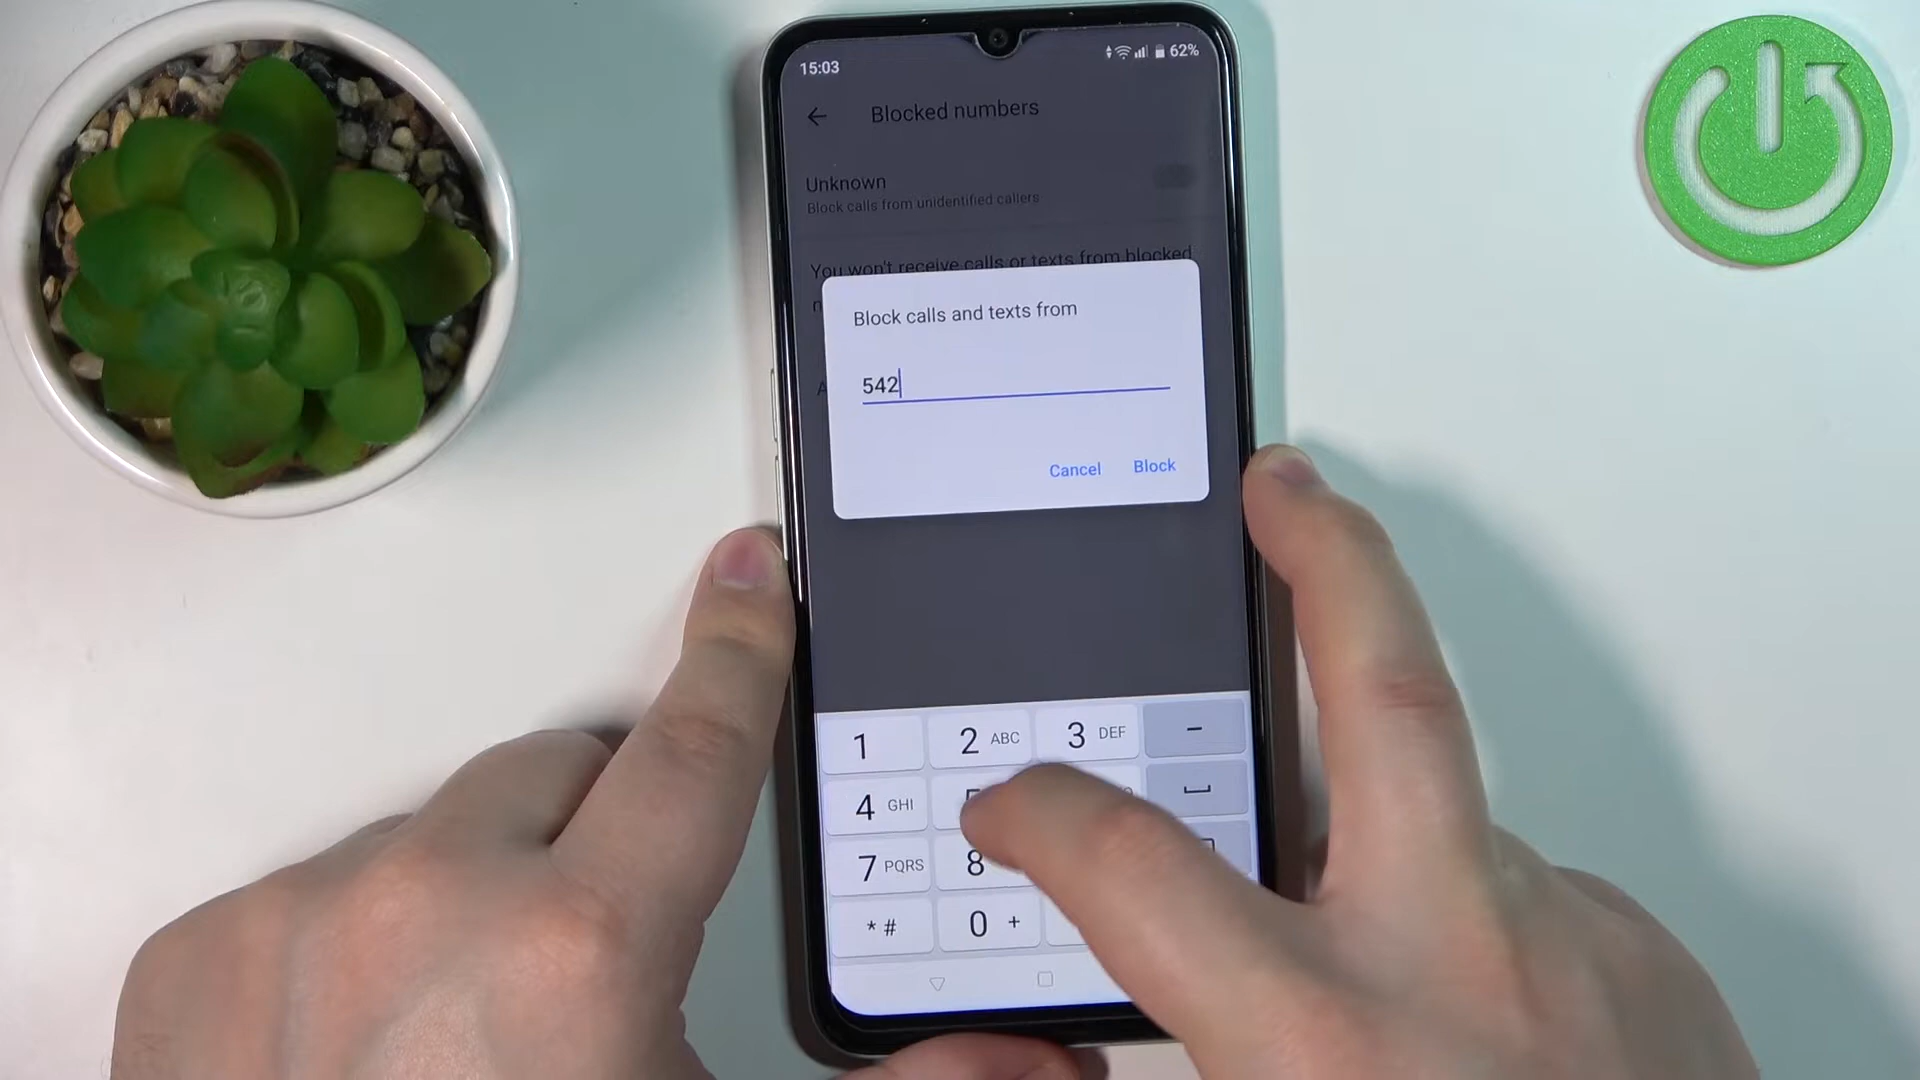 15:03 62%
Blocked numbers
Unknown
Block calls from unidentified callers
You won't receive calls or texts from blocked
Block calls and texts from
542
Cancel Block
1 2 ABC 3 DEF -
4 GHI
7 PQRS 8
* # 0 +